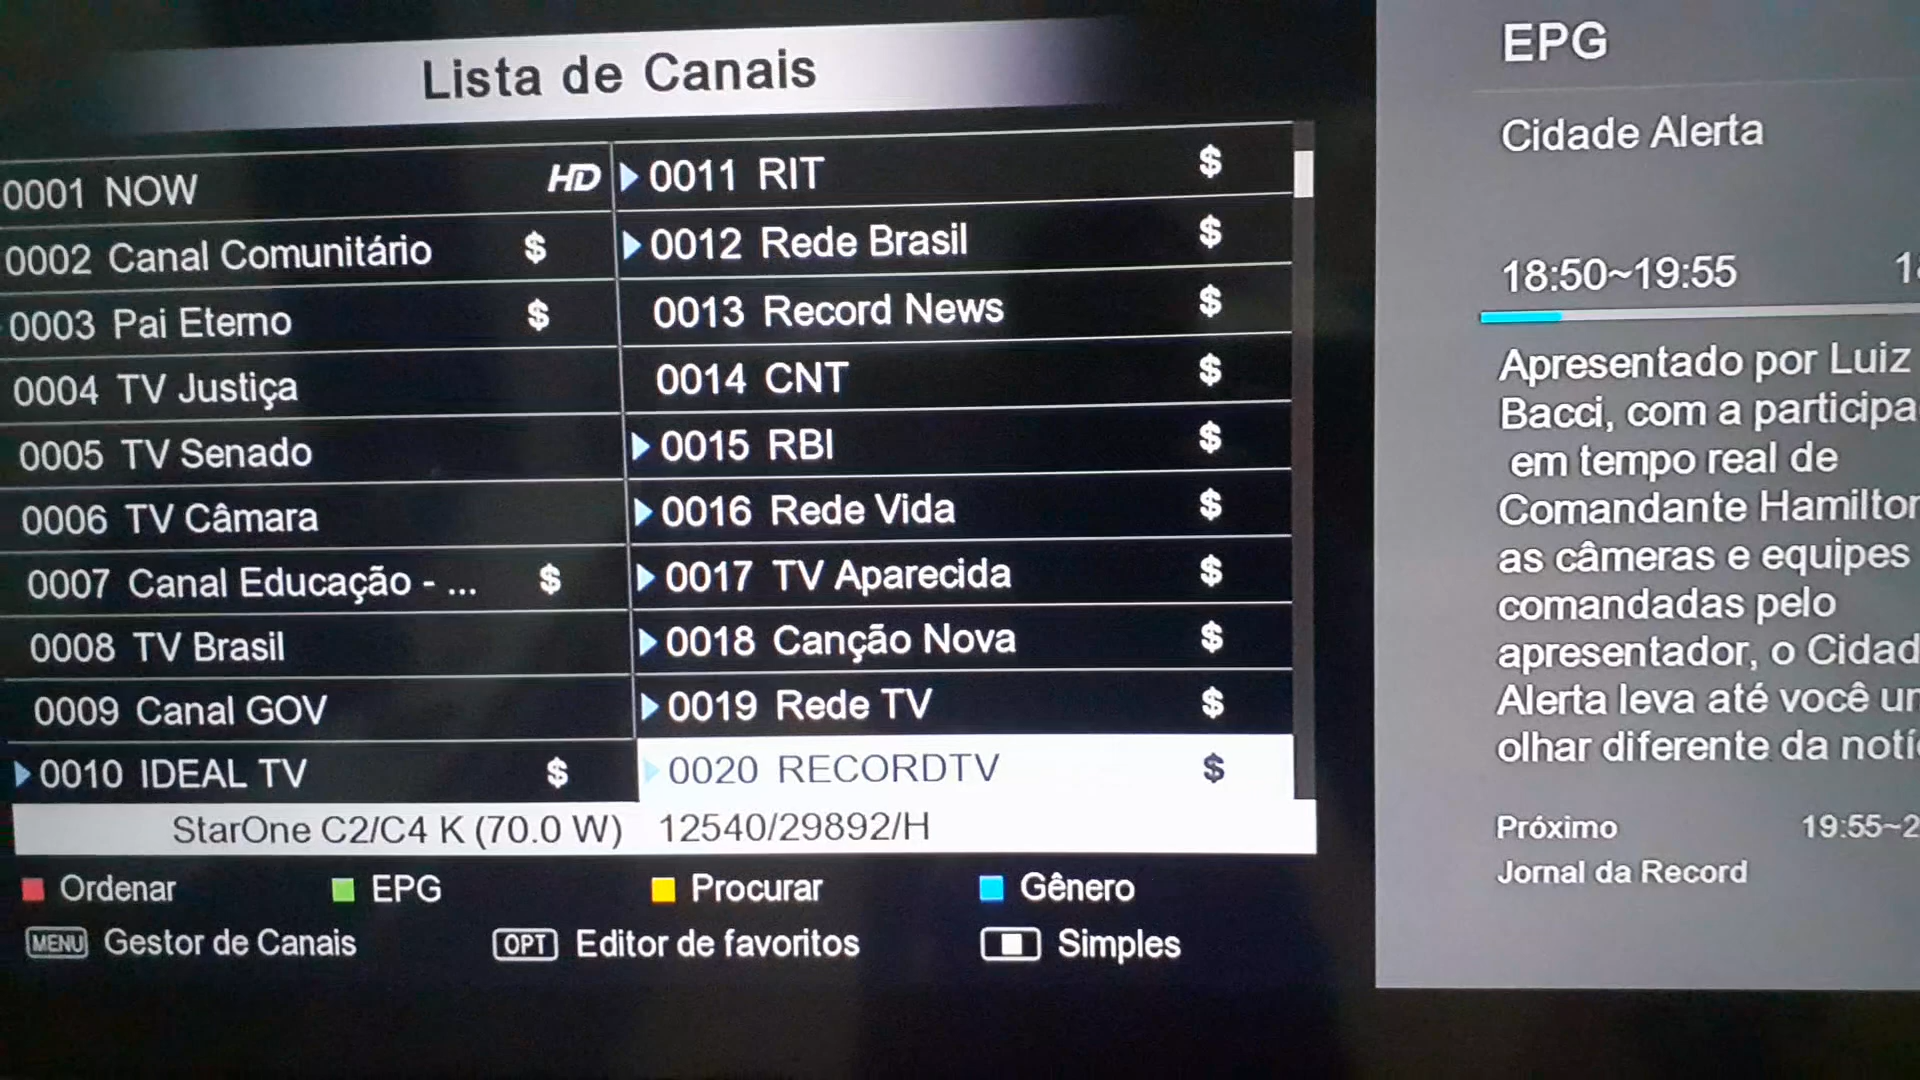 Lista de Canais
0001 NOW HD
0002 Canal Comunitário $
0003 Pai Eterno $
0004 TV Justiça
0005 TV Senado
0006 TV Câmara
0007 Canal Educação - ... $
0008 TV Brasil
0009 Canal GOV
0010 IDEAL TV $
0011 RIT $
0012 Rede Brasil $
0013 Record News $
0014 CNT $
0015 RBI $
0016 Rede Vida $
0017 TV Aparecida $
0018 Canção Nova $
0019 Rede TV $
0020 RECORDTV $
StarOne C2/C4 K (70.0 W) 12540/29892/H
Ordenar EPG Procurar Gênero
MENU Gestor de Canais OPT Editor de favoritos Simples
EPG
Cidade Alerta
18:50~19:55
Apresentado por Luiz
Bacci, com a participa
em tempo real de
Comandante Hamilton
as câmeras e equipes
comandadas pelo
apresentador, o Cidad
Alerta leva até você
olhar diferente da notí
Próximo 19:55~2
Jornal da Record